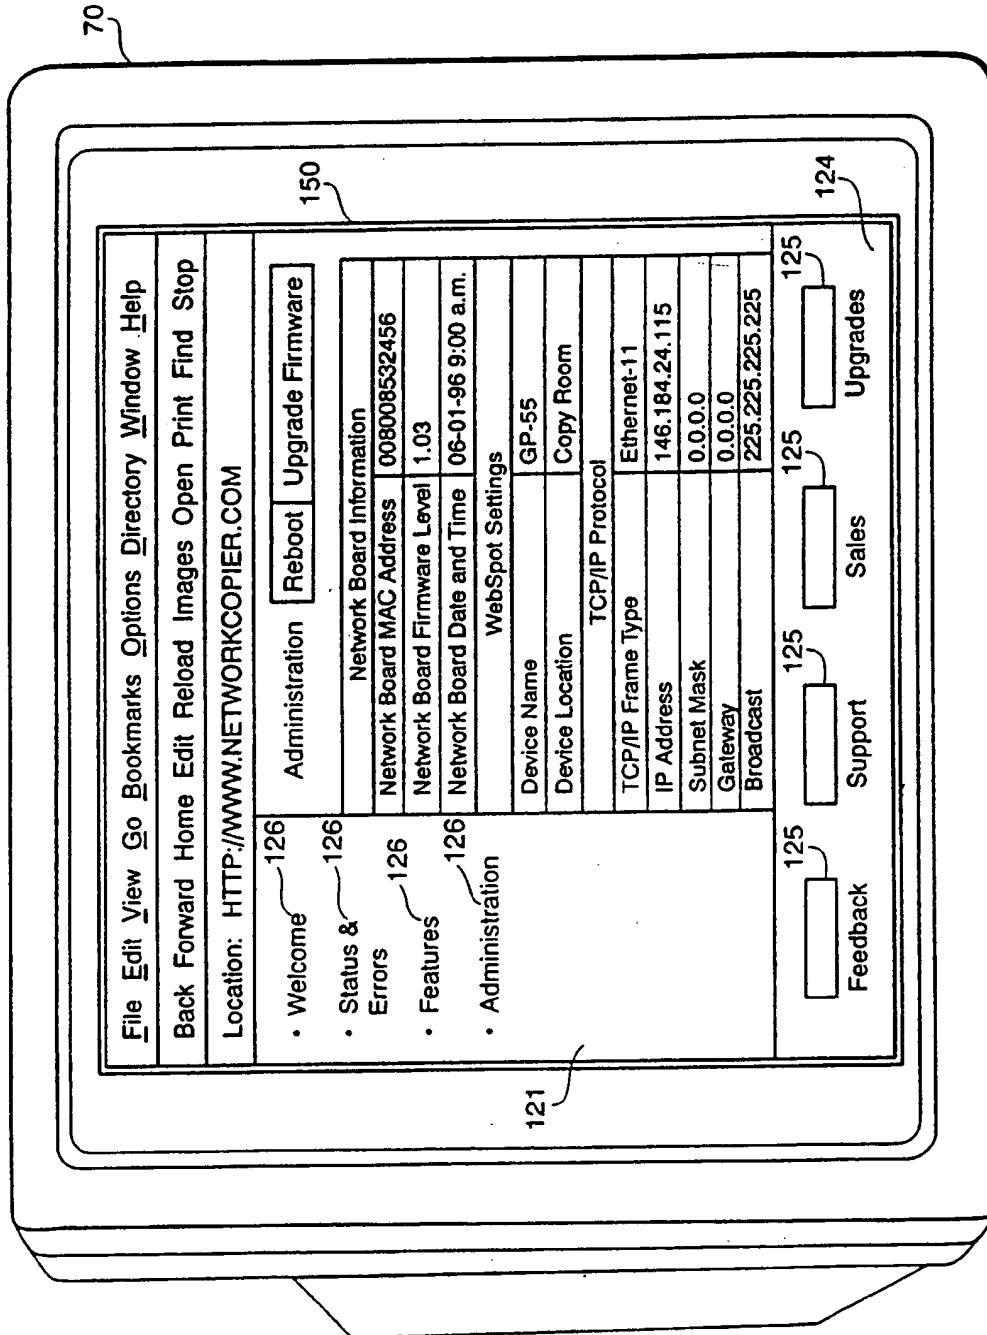 70
File Edit View Go Bookmarks Options Directory Window Help
Back Forward Home Edit Reload Images Open Print Find Stop
Location: HTTP://WWW.NETWORKCOPIER.COM
150
• Welcome 126
• Status & Errors 126
• Features 126
• Administration 126
121
Administration Reboot Upgrade Firmware
Network Board Information
Network Board MAC Address 008008532456
Network Board Firmware Level 1.03
Network Board Date and Time 06-01-96 9:00 a.m.
WebSpot Settings
Device Name GP-55
Device Location Copy Room
TCP/IP Protocol
TCP/IP Frame Type Ethernet-11
IP Address 146.184.24.115
Subnet Mask 0.0.0.0
Gateway 0.0.0.0
Broadcast 225.225.225.225
125 125 125 125
124
Feedback Support Sales Upgrades